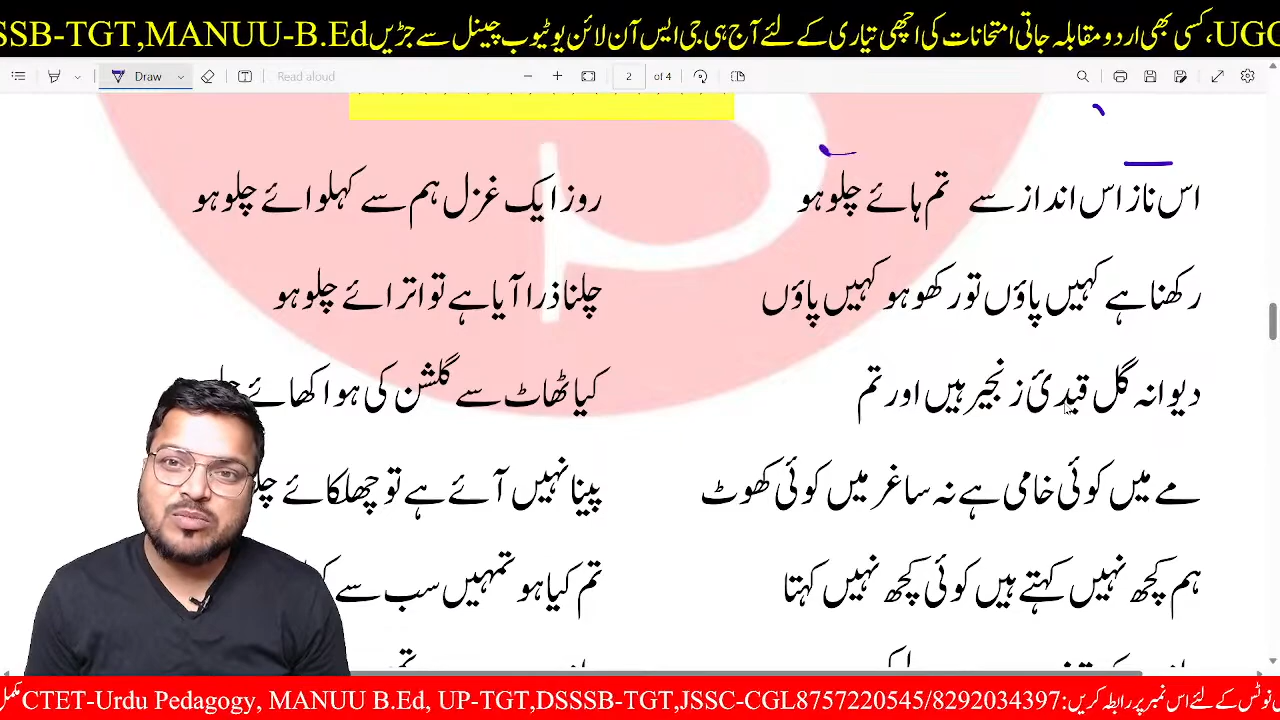 UGC،کسی بھی اردو مقابلہ جاتی امتحانات کی اچھی تیاری کے لئے آج ہی جی ایس آن لائن یوٹیوب چینل سے جڑیں SSB-TGT,MANUU-B.Ed
Draw Read aloud 2 of 4
اس ناز اس انداز سے تم ہائے چلو ہو روز ایک غزل ہم سے کہلوائے چلو ہو
رکھنا ہے کہیں پاؤں تو رکھو ہو کہیں پاؤں چلنا ذرا آیا ہے تو اترائے چلو ہو
دیوانہ گل قیدئ زنجیر ہیں اور تم کیا ٹھاٹ سے گلشن کی ہوا کھائے
مے میں کوئی خامی ہے نہ ساغر میں کوئی کھوٹ پینا نہیں آئے ہے تو چھلکائے
ہم کچھ نہیں کہتے ہیں کوئی کچھ نہیں کہتا تم کیا ہو تمہیں سب سے
نوٹس کے لئے اس نمبر پر رابطہ کریں:8757220545/8292034397 CTET-Urdu Pedagogy, MANUU B.Ed, UP-TGT,DSSSB-TGT,JSSC-CGL مکمل